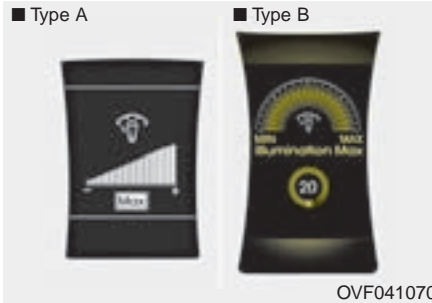 ■ Type A
■ Type B
Max
MIN MAX
Illumination Max
20
OVF041070